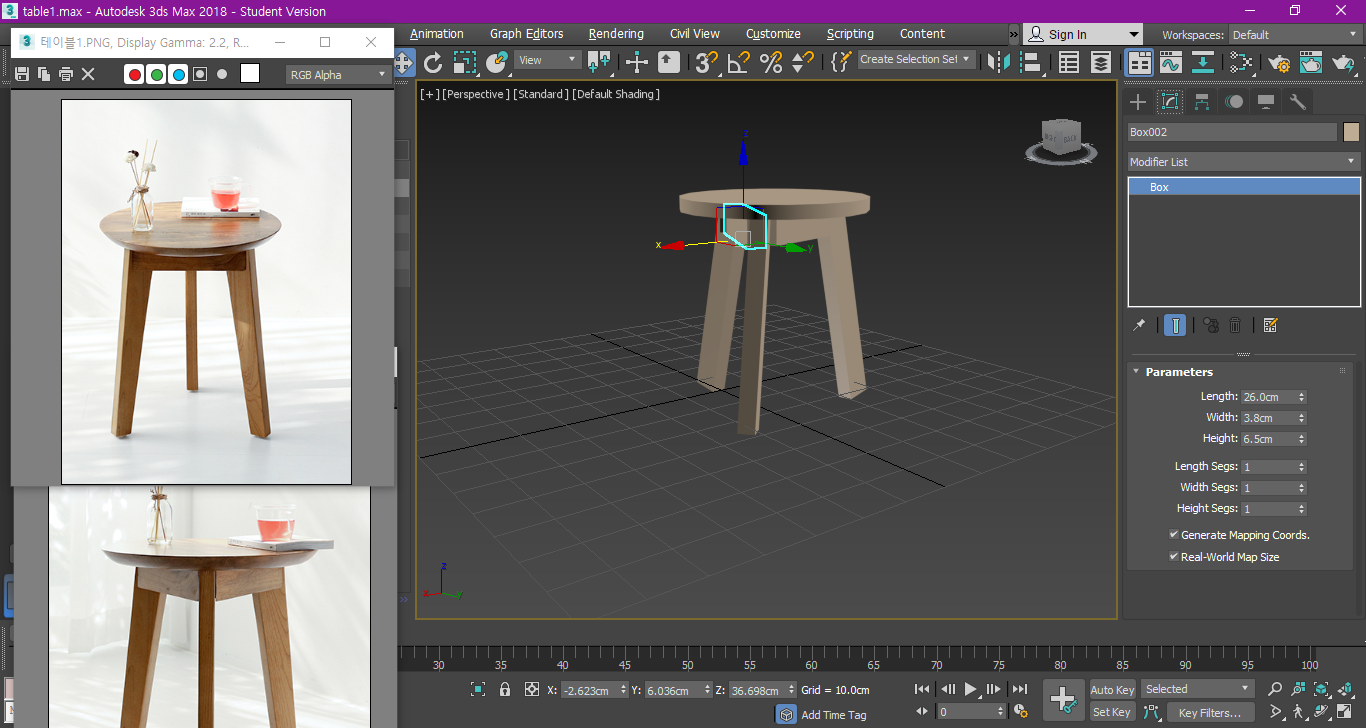 table1.max - Autodesk 3ds Max 2018 - Student Version
테이블1.PNG, Display Gamma: 2.2, R...
Animation Graph Editors Rendering Civil View Customize Scripting Content
Sign In
Workspaces: Default
RGB Alpha
View
Create Selection Set
[+] [Perspective] [Standard] [Default Shading]
BACK
z
x
y
z
x
y
Box002
Modifier List
Box
Parameters
Length: 26.0cm
Width: 3.8cm
Height: 6.5cm
Length Segs: 1
Width Segs: 1
Height Segs: 1
Generate Mapping Coords.
Real-World Map Size
30 35 40 45 50 55 60 65 70 75 80 85 90 95 100
X: -2.623cm Y: 6.036cm Z: 36.698cm Grid = 10.0cm
Auto Key Selected
Add Time Tag
0
Set Key Key Filters...